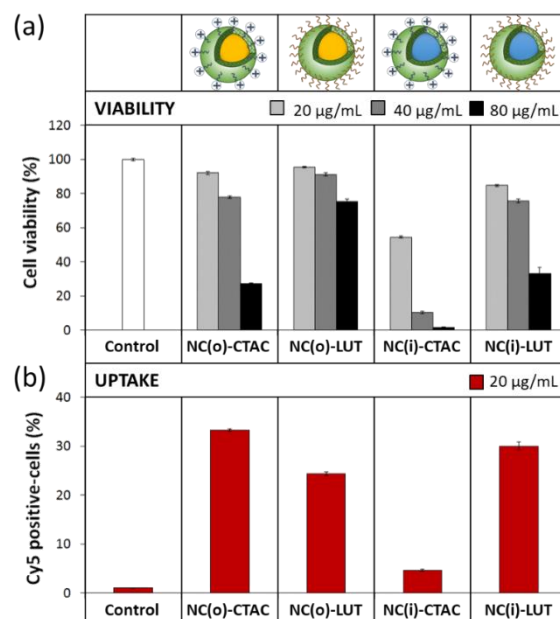 (a)
VIABILITY
20 µg/mL
40 µg/mL
80 µg/mL
Cell viability (%)
120
100
80
60
40
20
0
Control
NC(o)-CTAC
NC(o)-LUT
NC(i)-CTAC
NC(i)-LUT
(b)
UPTAKE
20 µg/mL
Cy5 positive-cells (%)
40
30
20
10
0
Control
NC(o)-CTAC
NC(o)-LUT
NC(i)-CTAC
NC(i)-LUT